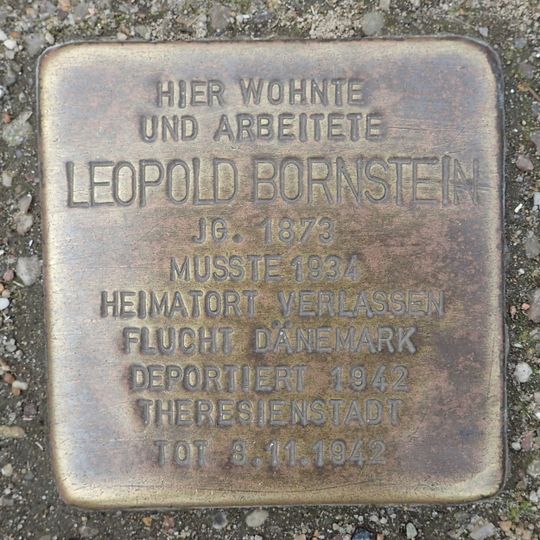 HIER WOHNTE
UND ARBEITETE
LEOPOLD BORNSTEIN
JG. 1873
MUSSTE 1934
HEIMATORT VERLASSEN
FLUCHT DÄNEMARK
DEPORTIERT 1942
THERESIENSTADT
TOT 8.11.1942